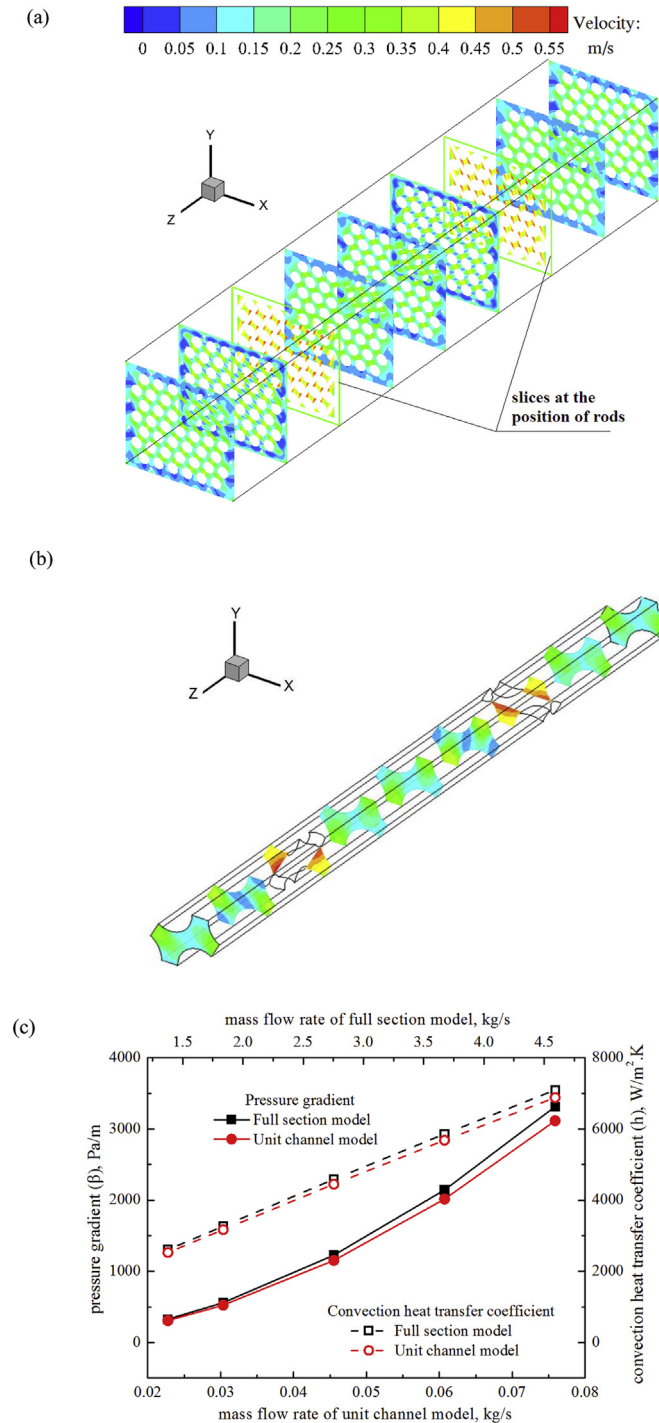 (a)
Velocity:
m/s
0 0.05 0.1 0.15 0.2 0.25 0.3 0.35 0.4 0.45 0.5 0.55
Y
Z
X
slices at the
position of rods
(b)
Y
Z
X
(c)
mass flow rate of full section model, kg/s
1.5 2.0 2.5 3.0 3.5 4.0 4.5
4000
3000
2000
1000
0
pressure gradient (β), Pa/m
8000
6000
4000
2000
0
convection heat transfer coefficient (h), W/m².K
Pressure gradient
Full section model
Unit channel model
Convection heat transfer coefficient
Full section model
Unit channel model
0.02 0.03 0.04 0.05 0.06 0.07 0.08
mass flow rate of unit channel model, kg/s